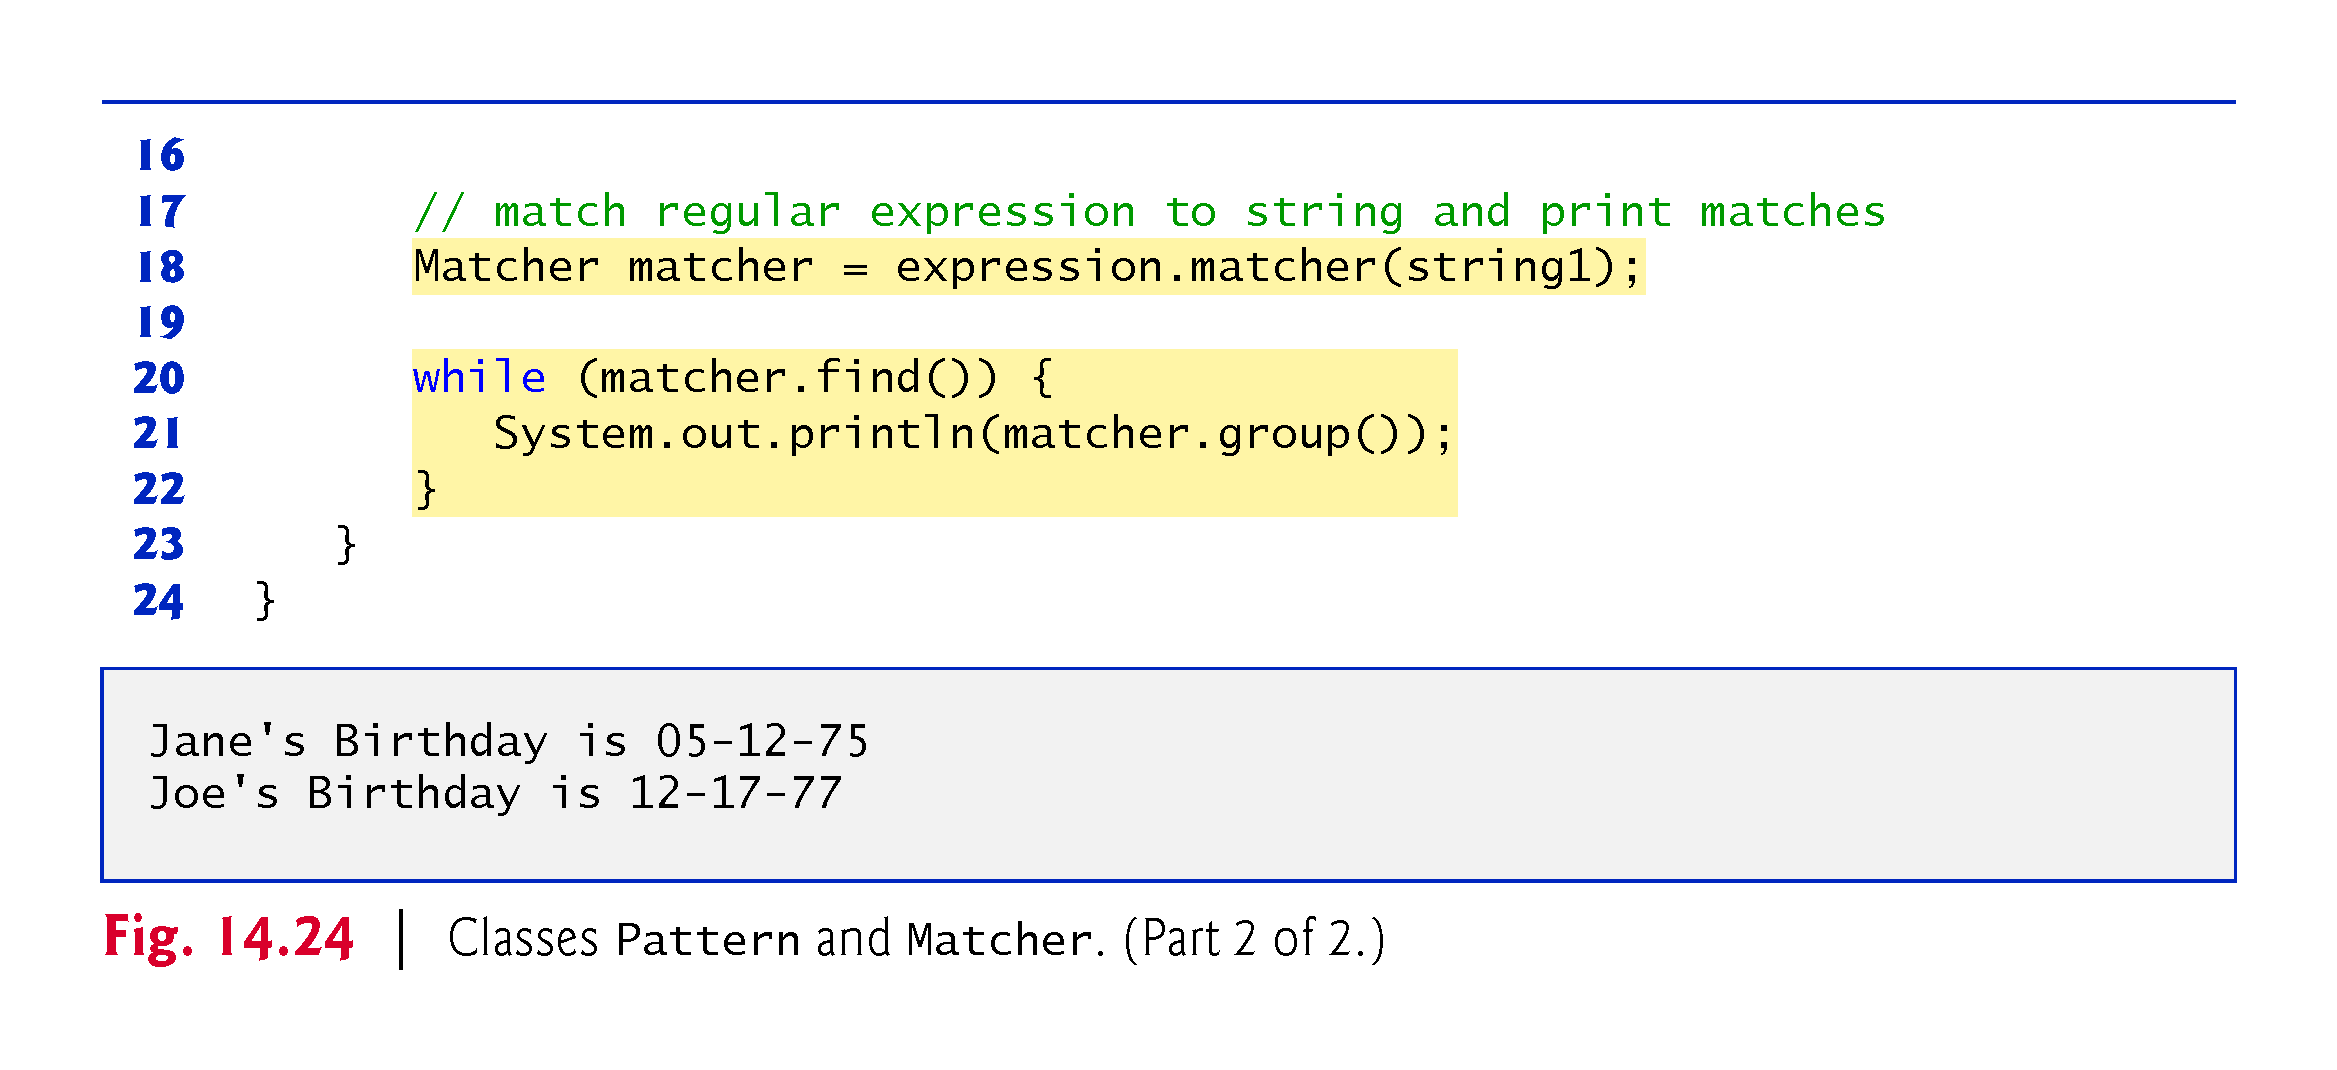 16
17 // match regular expression to string and print matches
18 Matcher matcher = expression.matcher(string1);
19
20 while (matcher.find()) {
21 System.out.println(matcher.group());
22 }
23 }
24 }
Jane's Birthday is 05-12-75
Joe's Birthday is 12-17-77
Fig. 14.24 | Classes Pattern and Matcher. (Part 2 of 2.)